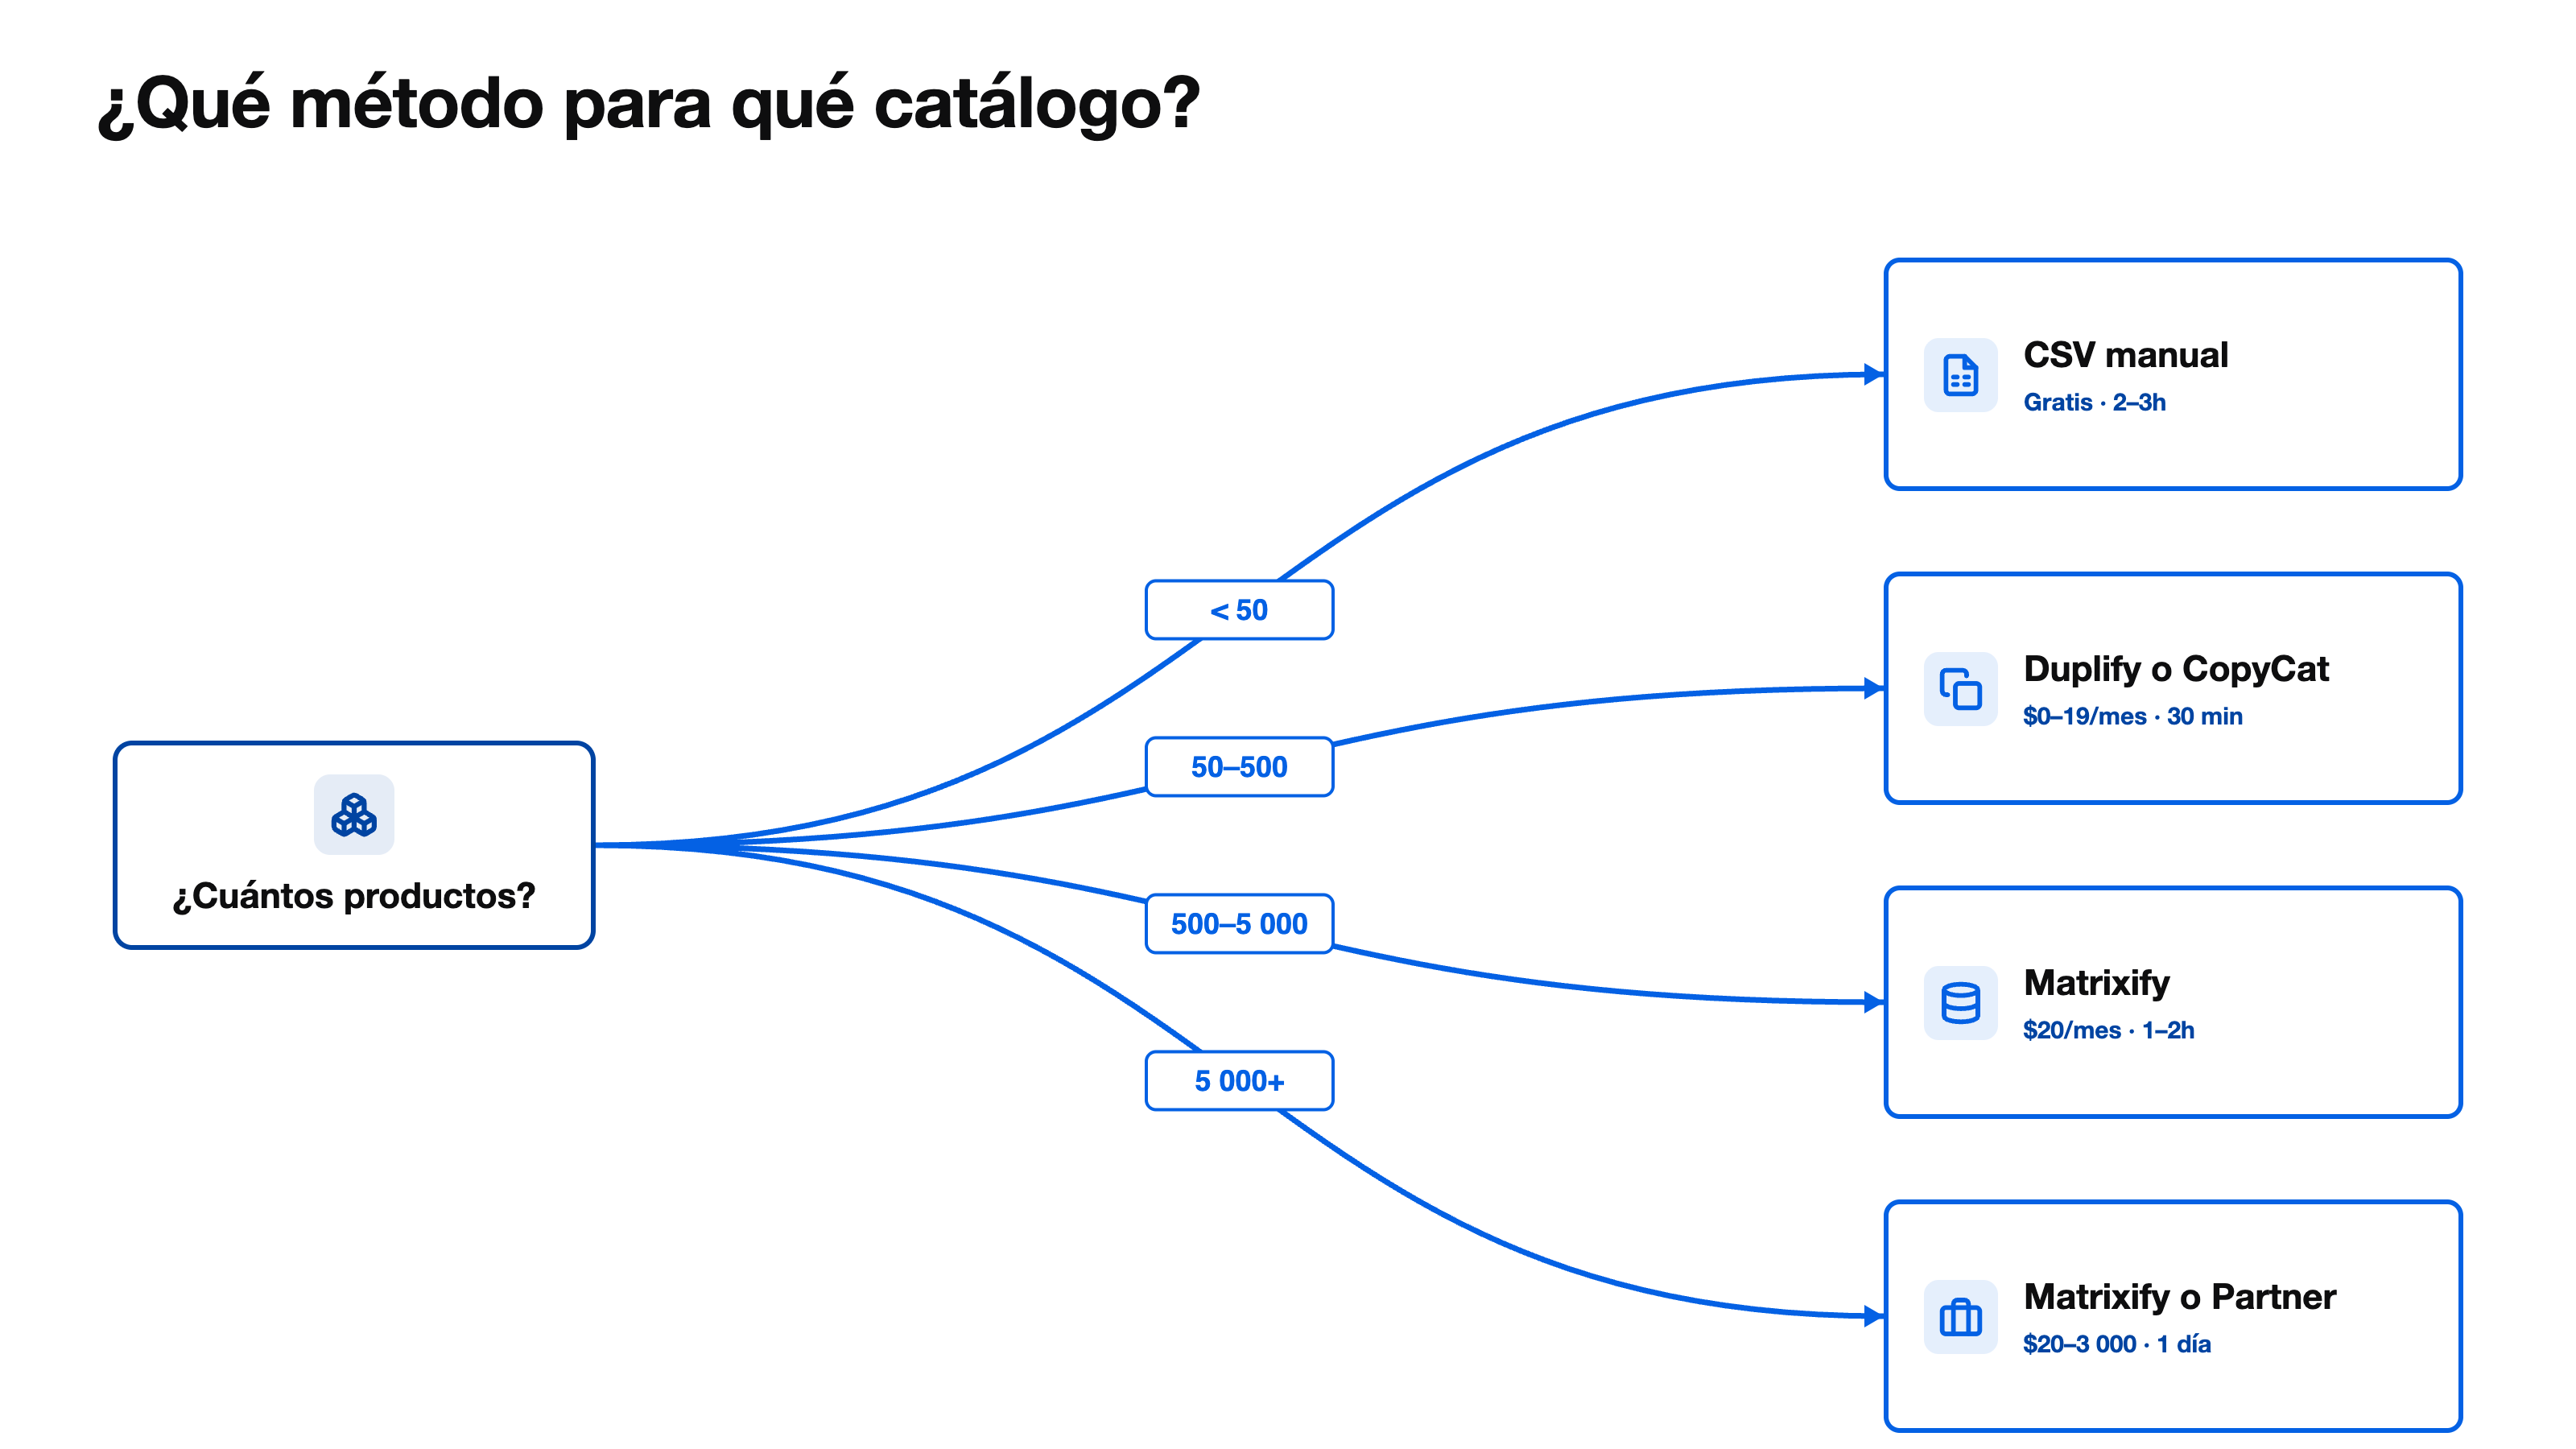 ¿Qué método para qué catálogo?
¿Cuántos productos?
< 50
50–500
500–5 000
5 000+
CSV manual
Gratis · 2–3h
Duplify o CopyCat
$0–19/mes · 30 min
Matrixify
$20/mes · 1–2h
Matrixify o Partner
$20–3 000 · 1 día